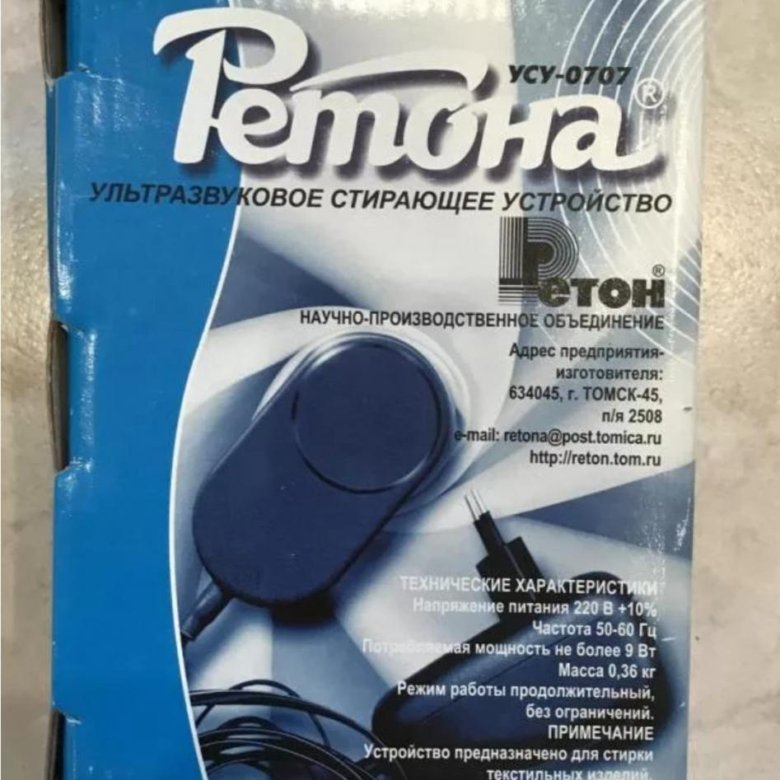 УСУ-0707
Ретона®
УЛЬТРАЗВУКОВОЕ СТИРАЮЩЕЕ УСТРОЙСТВО
Ретон®
НАУЧНО-ПРОИЗВОДСТВЕННОЕ ОБЪЕДИНЕНИЕ
Адрес предприятия-
изготовителя:
634045, г. ТОМСК-45,
п/я 2508
e-mail: retona@post.tomica.ru
http://reton.tom.ru
ТЕХНИЧЕСКИЕ ХАРАКТЕРИСТИКИ
Напряжение питания 220 В +10%
Частота 50-60 Гц
Потребляемая мощность не более 9 Вт
Масса 0,36 кг
Режим работы продолжительный,
без ограничений.
ПРИМЕЧАНИЕ
Устройство предназначено для стирки
текстильных изделий.